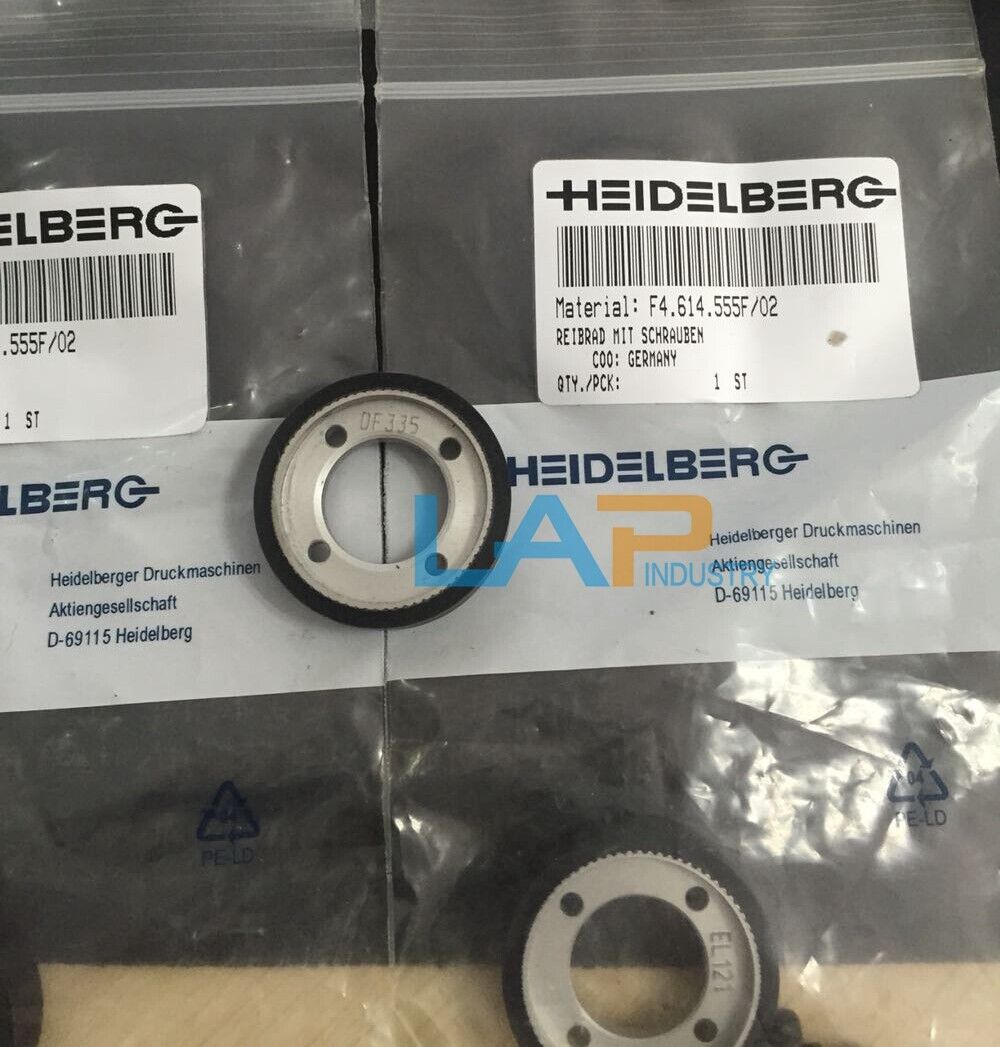 HEIDELBERG
Material: F4.614.555F/02
REIBRAD MIT SCHRAUBEN
COO: GERMANY
QTY./PCK: 1 ST
ELBERG
.555F/02
1 ST
DF335
HEIDELBERG
Heidelberger Druckmaschinen
Aktiengesellschaft
D-69115 Heidelberg
LBERG
Heidelberger Druckmaschinen
Aktiengesellschaft
D-69115 Heidelberg
LAP
INDUSTRY
PE-LD
04
PE-LD
EL121